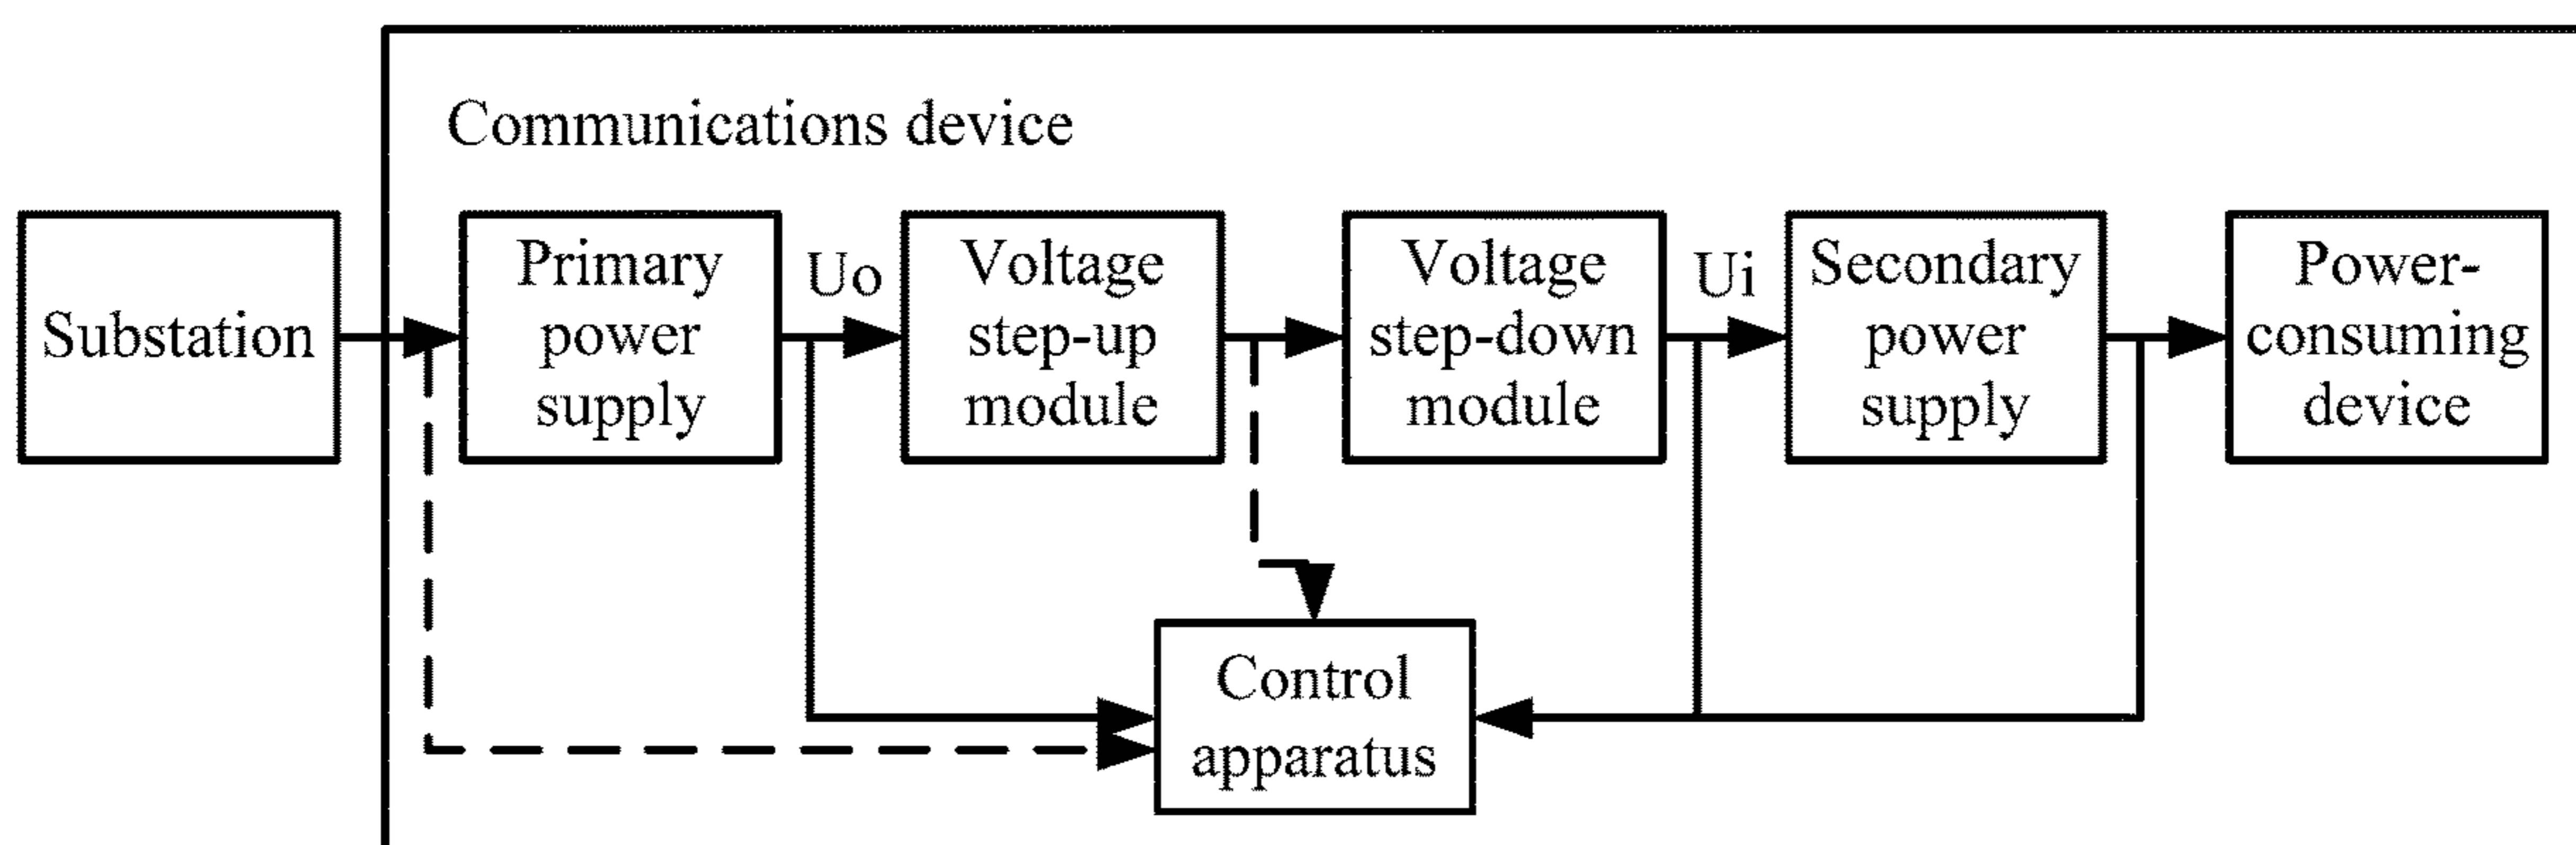 Communications device
Substation
Primary
power
supply
Uo
Voltage
step-up
module
Voltage
step-down
module
Ui
Secondary
power
supply
Power-
consuming
device
Control
apparatus